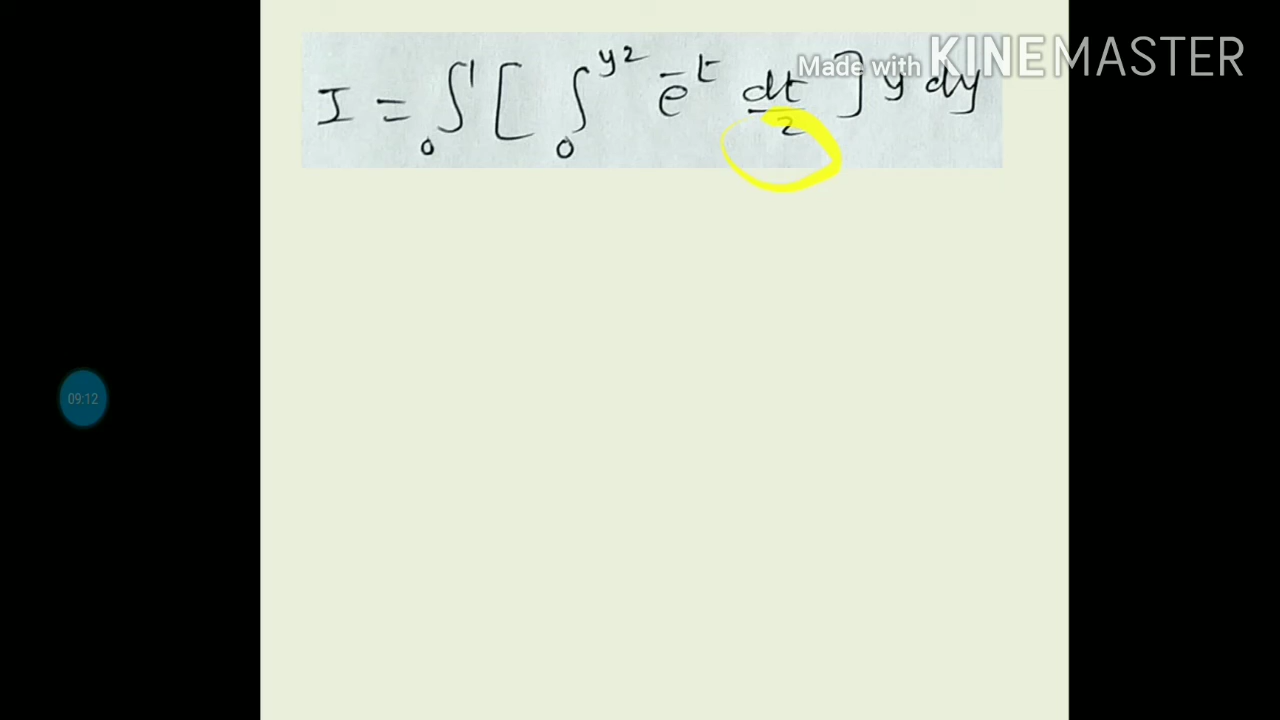 Made with KINEMASTER
I = ∫₀¹ [ ∫₀^{y2} e^{-t} dt/2 ] y dy
09:12